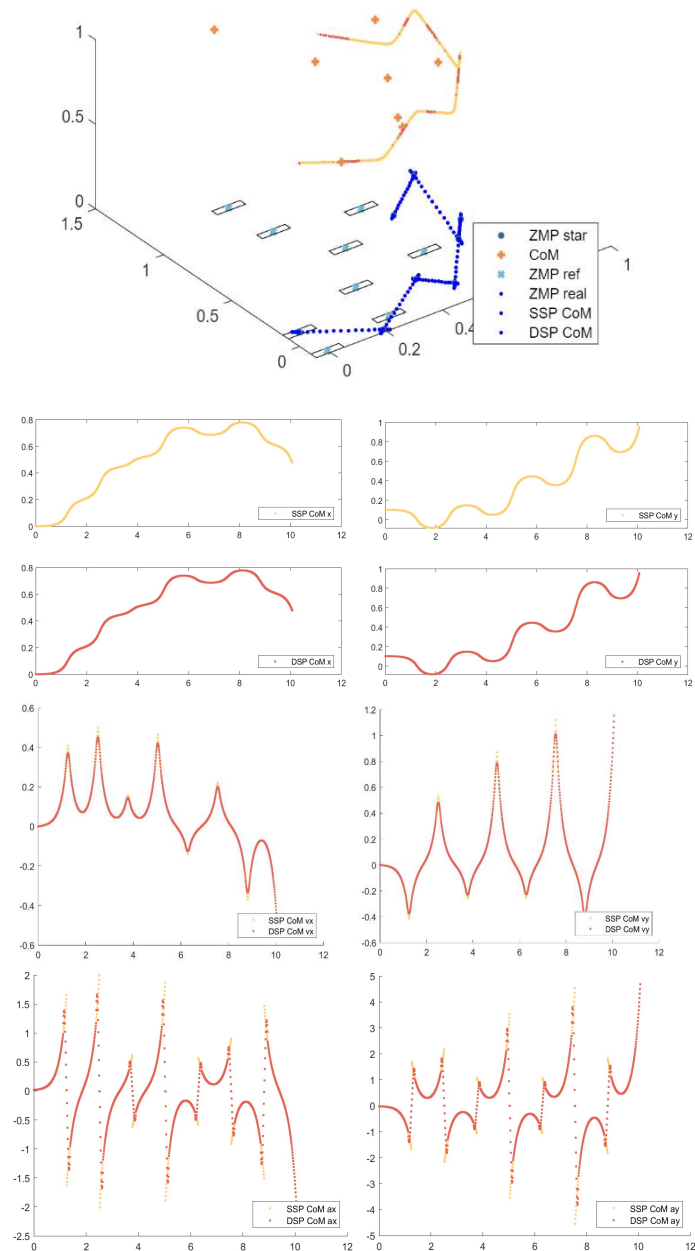 1
0.5
0
1.5
1
0.5
0
0
0.2
0.4
1
ZMP star
CoM
ZMP ref
ZMP real
SSP CoM
DSP CoM
0.8
0.6
0.4
0.2
0
SSP CoM x
0 2 4 6 8 10 12
1
0.8
0.6
0.4
0.2
0
SSP CoM y
0 2 4 6 8 10 12
0.8
0.6
0.4
0.2
0
DSP CoM x
0 2 4 6 8 10 12
1
0.8
0.6
0.4
0.2
0
DSP CoM y
0 2 4 6 8 10 12
0.6
0.4
0.2
0
-0.2
-0.4
-0.6
SSP CoM vx
DSP CoM vx
0 2 4 6 8 10 12
1.2
1
0.8
0.6
0.4
0.2
0
-0.2
-0.4
-0.6
SSP CoM vy
DSP CoM vy
0 2 4 6 8 10 12
2
1.5
1
0.5
0
-0.5
-1
-1.5
-2
-2.5
SSP CoM ax
DSP CoM ax
0 2 4 6 8 10 12
5
4
3
2
1
0
-1
-2
-3
-4
-5
SSP CoM ay
DSP CoM ay
0 2 4 6 8 10 12